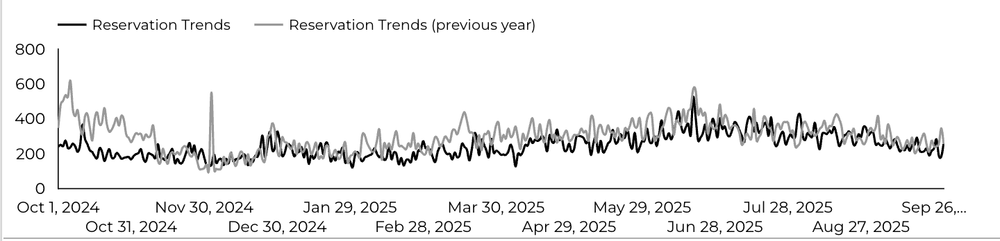 Reservation Trends Reservation Trends (previous year)
800
600
400
200
0
Oct 1, 2024 Nov 30, 2024 Jan 29, 2025 Mar 30, 2025 May 29, 2025 Jul 28, 2025 Sep 26,...
Oct 31, 2024 Dec 30, 2024 Feb 28, 2025 Apr 29, 2025 Jun 28, 2025 Aug 27, 2025